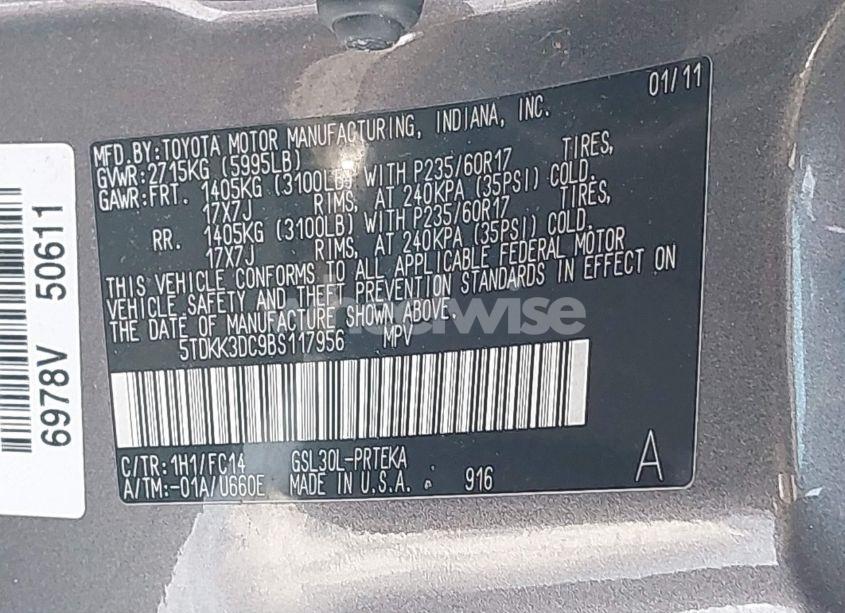 01/11
MFD.BY:TOYOTA MOTOR MANUFACTURING, INDIANA, INC.
GVWR:2715KG (5995LB)
GAWR:FRT. 1405KG (3100LB) WITH P235/60R17 TIRES,
17X7J RIMS, AT 240KPA (35PSI) COLD.
RR. 1405KG (3100LB) WITH P235/60R17 TIRES,
17X7J RIMS, AT 240KPA (35PSI) COLD.
THIS VEHICLE CONFORMS TO ALL APPLICABLE FEDERAL MOTOR
VEHICLE SAFETY AND THEFT PREVENTION STANDARDS IN EFFECT ON
THE DATE OF MANUFACTURE SHOWN ABOVE.
5TDKK3DC9BS117956 MPV
C/TR:1H1/FC14 GSL30L-PRTEKA
A/TM:-01A/U660E MADE IN U.S.A. 916
A
6978V 50611
wheelwise